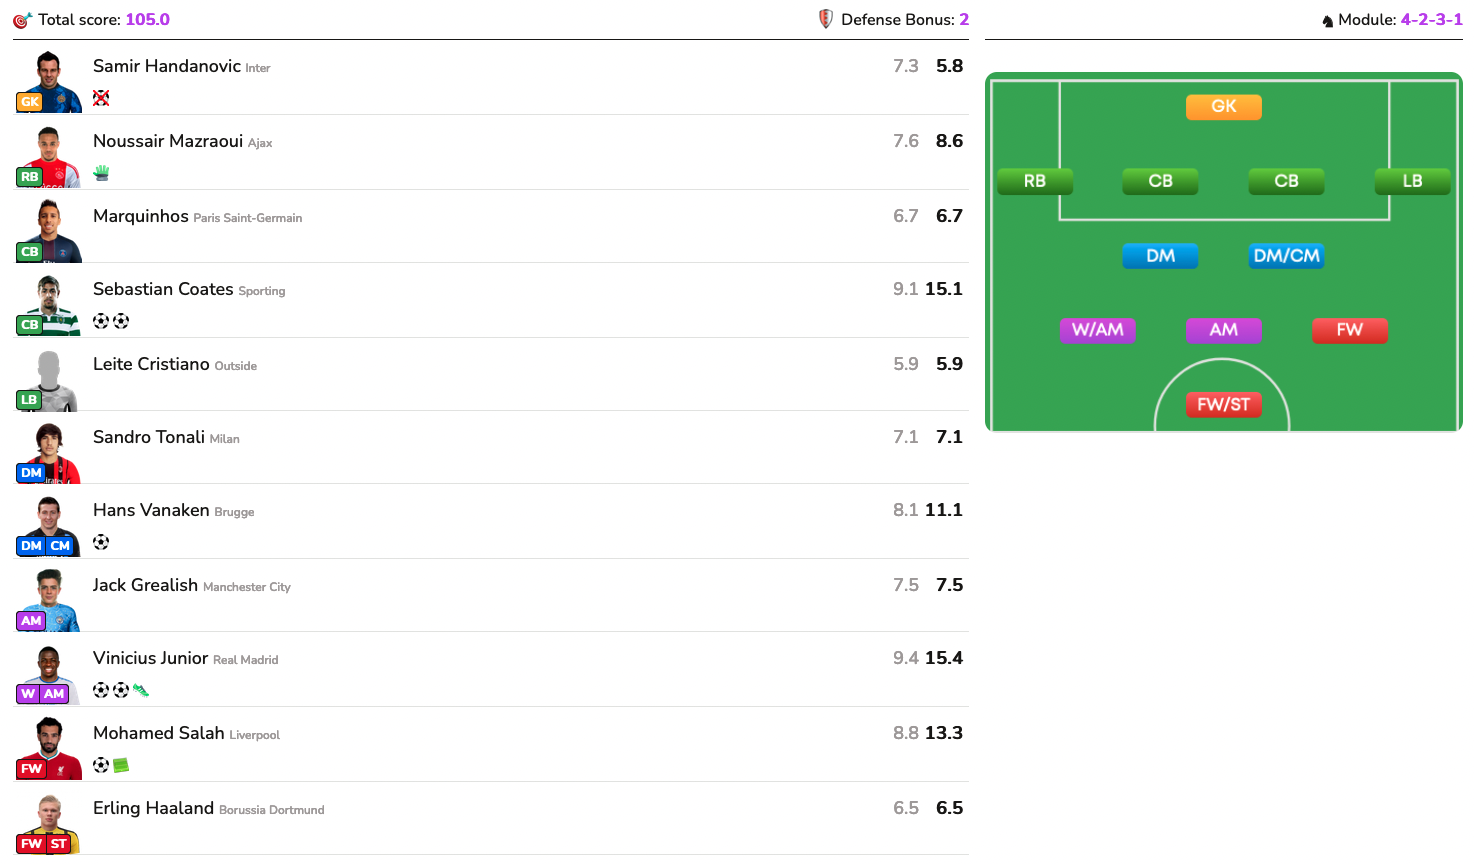 Total score: 105.0
Defense Bonus: 2
Module: 4-2-3-1
Samir Handanovic Inter 7.3 5.8
GK
Noussair Mazraoui Ajax 7.6 8.6
RB
Marquinhos Paris Saint-Germain 6.7 6.7
CB
Sebastian Coates Sporting 9.1 15.1
CB
Leite Cristiano Outside 5.9 5.9
LB
Sandro Tonali Milan 7.1 7.1
DM
Hans Vanaken Brugge 8.1 11.1
DM CM
Jack Grealish Manchester City 7.5 7.5
AM
Vinicius Junior Real Madrid 9.4 15.4
W AM
Mohamed Salah Liverpool 8.8 13.3
FW
Erling Haaland Borussia Dortmund 6.5 6.5
FW ST
GK
RB CB CB LB
DM DM/CM
W/AM AM FW
FW/ST